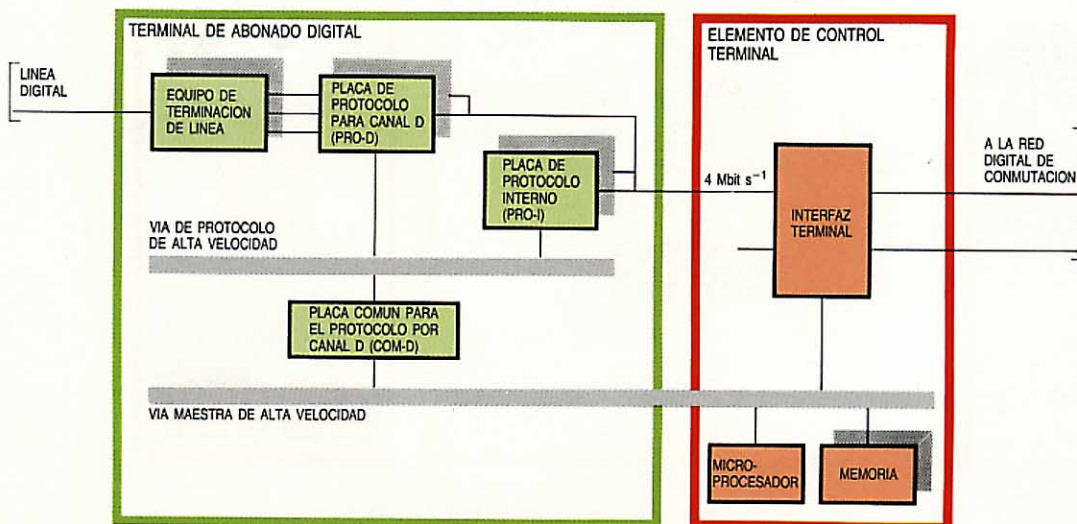 TERMINAL DE ABONADO DIGITAL
ELEMENTO DE CONTROL
TERMINAL
LINEA
DIGITAL
EQUIPO DE
TERMINACION
DE LINEA
PLACA DE
PROTOCOLO
PARA CANAL D
(PRO-D)
PLACA DE
PROTOCOLO
INTERNO
(PRO-I)
4 Mbit s⁻¹
INTERFAZ
TERMINAL
A LA RED
DIGITAL DE
CONMUTACION
VIA DE PROTOCOLO
DE ALTA VELOCIDAD
PLACA COMUN PARA
EL PROTOCOLO POR
CANAL D (COM-D)
VIA MAESTRA DE ALTA VELOCIDAD
MICRO-
PROCESADOR
MEMORIA